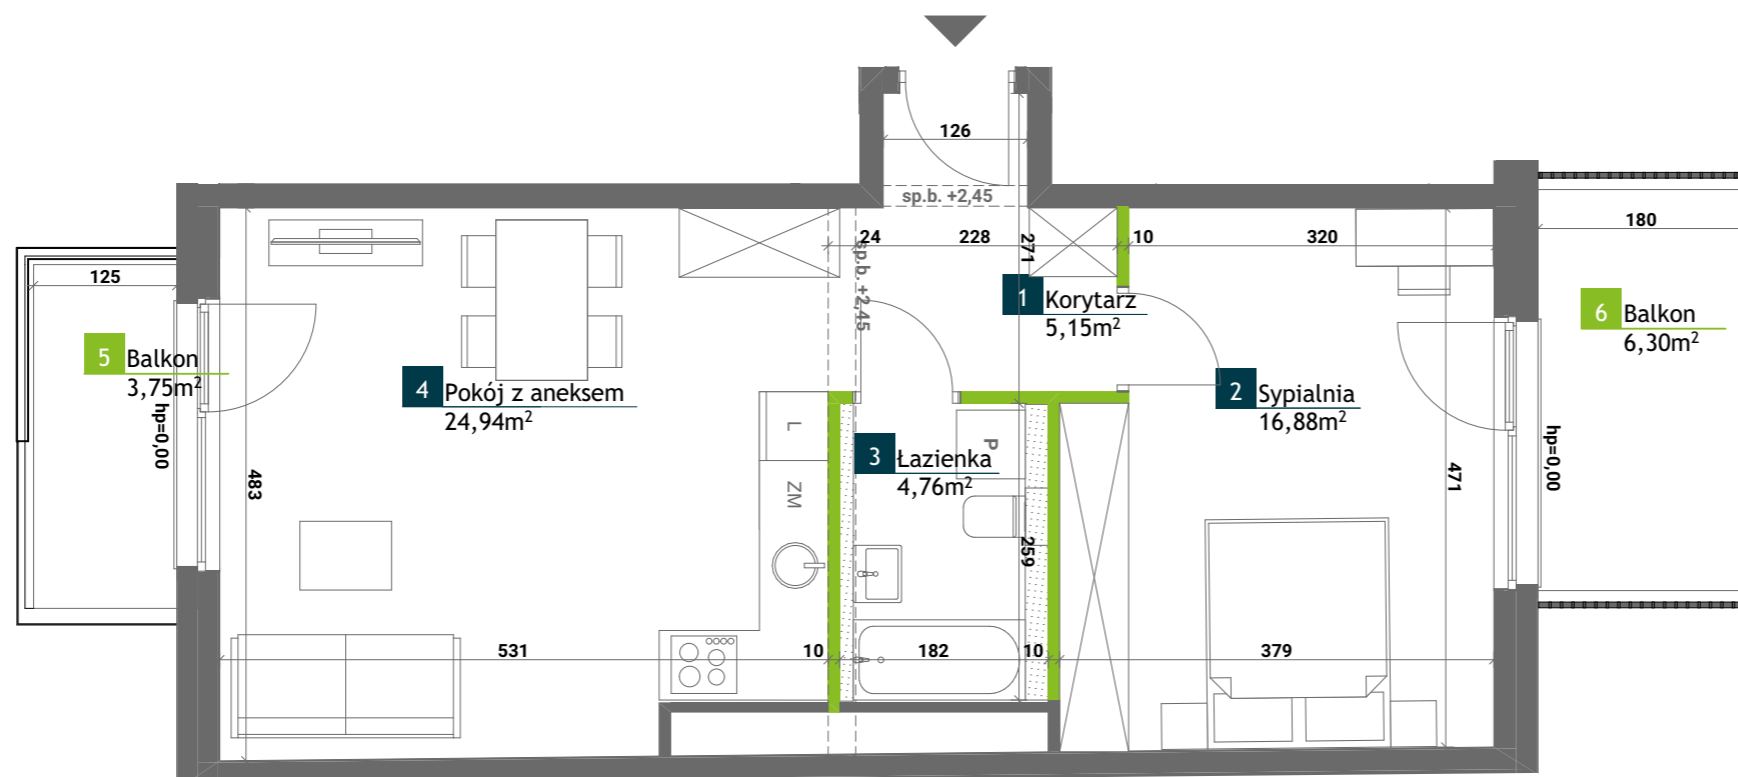 126
sp.b. +2,45
24
228
10
320
180
271
sp.b. +2,45
125
1 Korytarz
5,15m²
6 Balkon
6,30m²
5 Balkon
3,75m²
4 Pokój z aneksem
24,94m²
2 Sypialnia
16,88m²
hp=0,00
L
P
3 Łazienka
4,76m²
hp=0,00
483
ZM
471
259
531
10
182
10
379